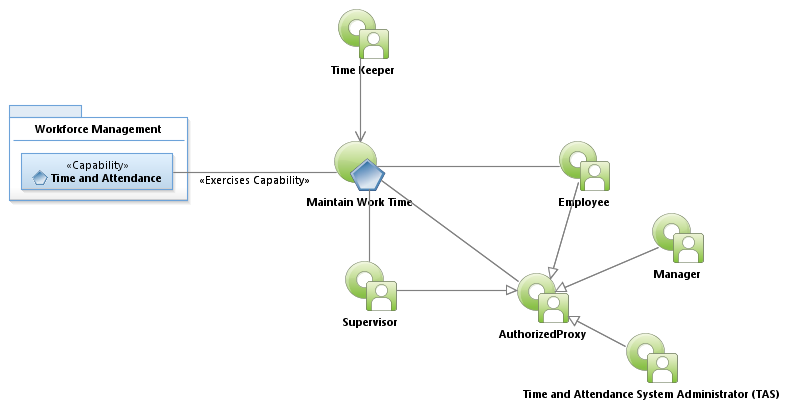 Time Keeper
Workforce Management
«Capability»
Time and Attendance
«Exercises Capability»
Maintain Work Time
Employee
Manager
Supervisor
AuthorizedProxy
Time and Attendance System Administrator (TAS)